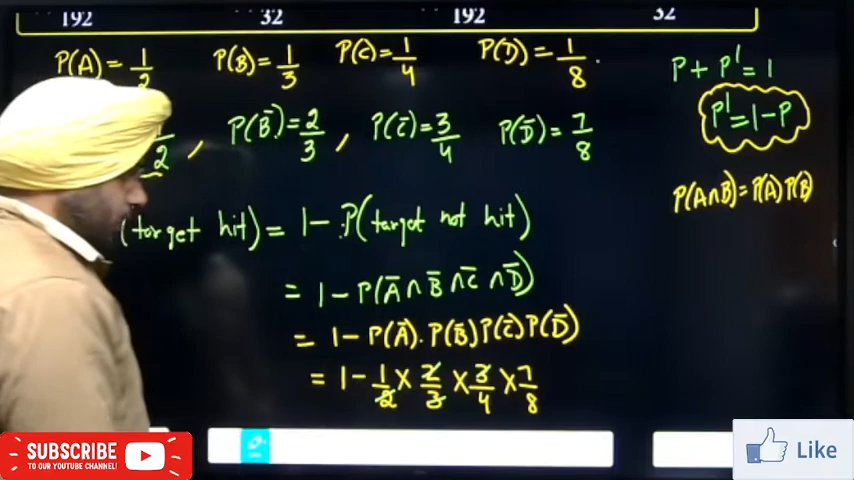 192 32 192 32
P(A) = 1/2 P(B) = 1/3 P(C) = 1/4 P(D) = 1/8
P + P' = 1
P' = 1 - P
1/2 , P(B̄) = 2/3 , P(C̄) = 3/4 P(D̄) = 7/8
P(A∩B) = P(A) P(B)
(target hit) = 1 - P(target not hit)
= 1 - P(Ā ∩ B̄ ∩ C̄ ∩ D̄)
= 1 - P(Ā) . P(B̄) P(C̄) P(D̄)
= 1 - 1/2 × 2/3 × 3/4 × 7/8
SUBSCRIBE
TO OUR YOUTUBE CHANNEL!
Like